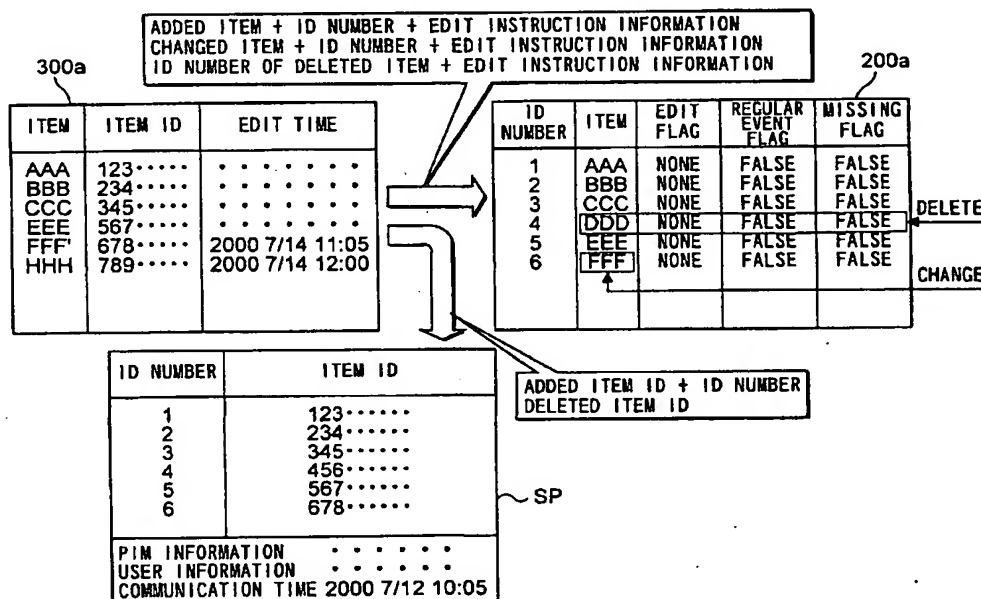 ADDED ITEM + ID NUMBER + EDIT INSTRUCTION INFORMATION
CHANGED ITEM + ID NUMBER + EDIT INSTRUCTION INFORMATION
ID NUMBER OF DELETED ITEM + EDIT INSTRUCTION INFORMATION
300a
200a
ITEM ITEM ID EDIT TIME
AAA 123・・・・・ ・・・・・・・
BBB 234・・・・・ ・・・・・・・
CCC 345・・・・・ ・・・・・・・
EEE 567・・・・・ ・・・・・・・
FFF' 678・・・・・ 2000 7/14 11:05
HHH 789・・・・・ 2000 7/14 12:00
ID NUMBER ITEM EDIT FLAG REGULAR EVENT FLAG MISSING FLAG
1 AAA NONE FALSE FALSE
2 BBB NONE FALSE FALSE
3 CCC NONE FALSE FALSE
4 DDD NONE FALSE FALSE
5 EEE NONE FALSE FALSE
6 FFF NONE FALSE FALSE
DELETE
CHANGE
ID NUMBER ITEM ID
1 123・・・・・・
2 234・・・・・・
3 345・・・・・・
4 456・・・・・・
5 567・・・・・・
6 678・・・・・・
PIM INFORMATION ・・・・・・
USER INFORMATION ・・・・・・
COMMUNICATION TIME 2000 7/12 10:05
SP
ADDED ITEM ID + ID NUMBER
DELETED ITEM ID